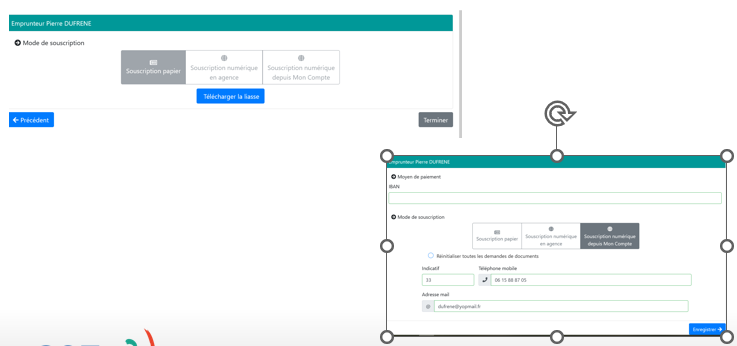 Emprunteur Pierre DUFRENE
Mode de souscription
Souscription papier
Souscription numérique
en agence
Souscription numérique
depuis Mon Compte
Télécharger la liasse
← Précédent
Terminer
Emprunteur Pierre DUFRENE
Moyen de paiement
IBAN
Mode de souscription
Souscription papier
Souscription numérique
en agence
Souscription numérique
depuis Mon Compte
Réinitialiser toutes les demandes de documents
Indicatif
Téléphone mobile
33
06 15 88 87 05
Adresse mail
@ dufrene@yopmail.fr
Enregistrer →